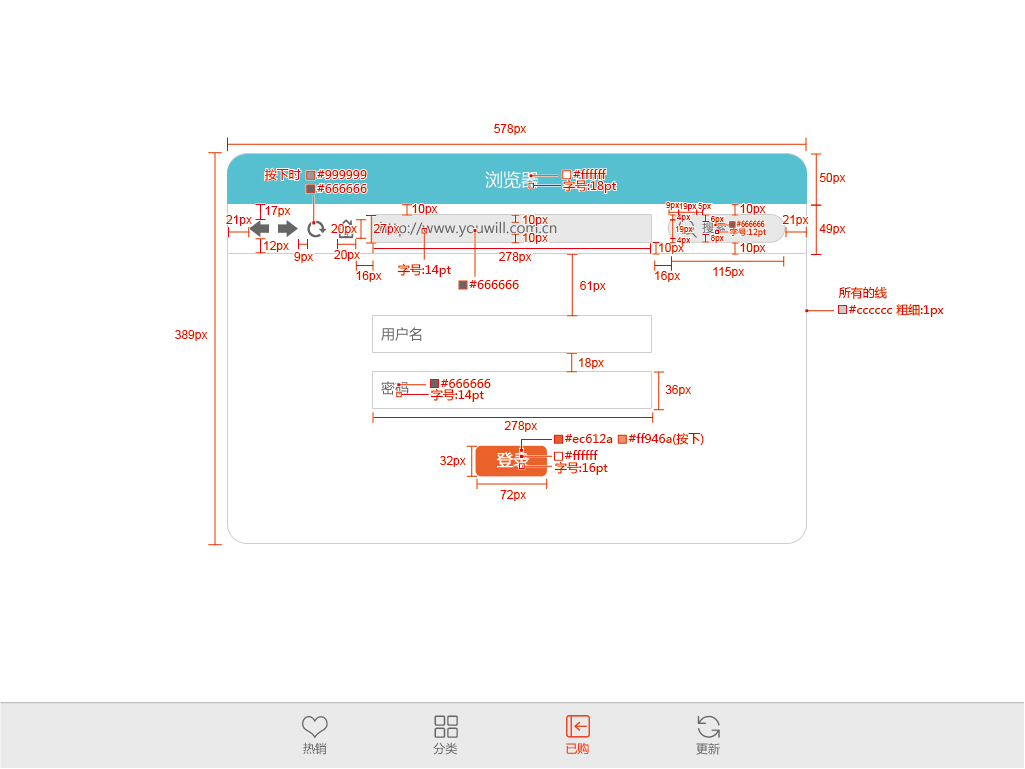 578px
按下时 #999999
#666666
浏览器
#ffffff
字号:18pt
50px
21px
17px
12px
9px
20px
20px
27px
16px
10px
http://www.youwill.com.cn
10px
10px
278px
字号:14pt
#666666
10px
16px
9px
19px
5px
4px
19px
4px
6px
8px
搜索
#666666
字号:12pt
10px
10px
115px
21px
49px
61px
所有的线
#cccccc 粗细:1px
389px
用户名
18px
密码
#666666
字号:14pt
36px
278px
#ec612a #ff946a(按下)
32px
登录
#ffffff
字号:16pt
72px
热销
分类
已购
更新